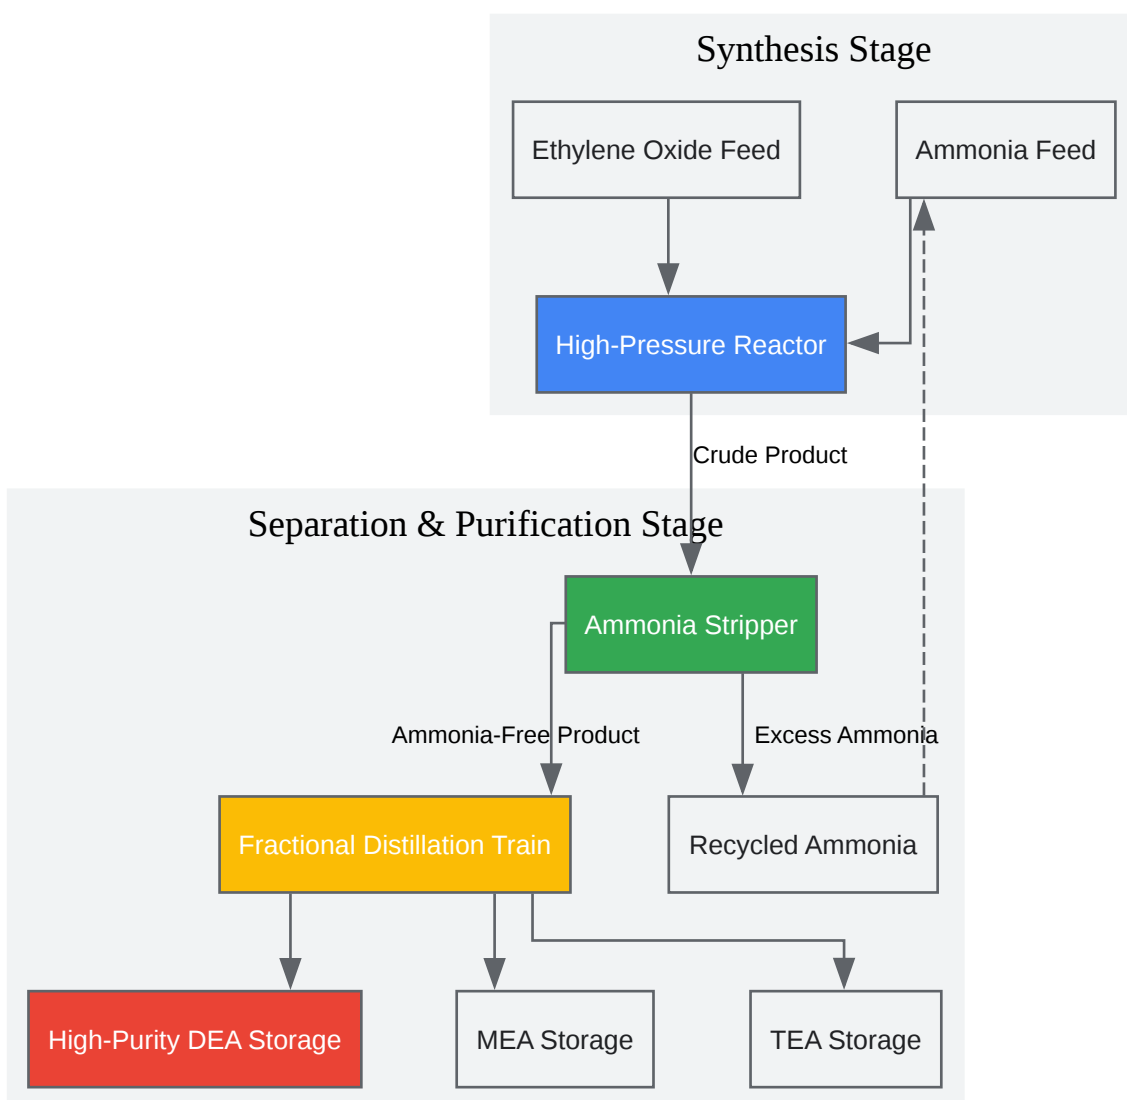 Synthesis Stage
Ethylene Oxide Feed
Ammonia Feed
High-Pressure Reactor
Crude Product
Separation & Purification Stage
Ammonia Stripper
Ammonia-Free Product
Excess Ammonia
Fractional Distillation Train
Recycled Ammonia
High-Purity DEA Storage
MEA Storage
TEA Storage